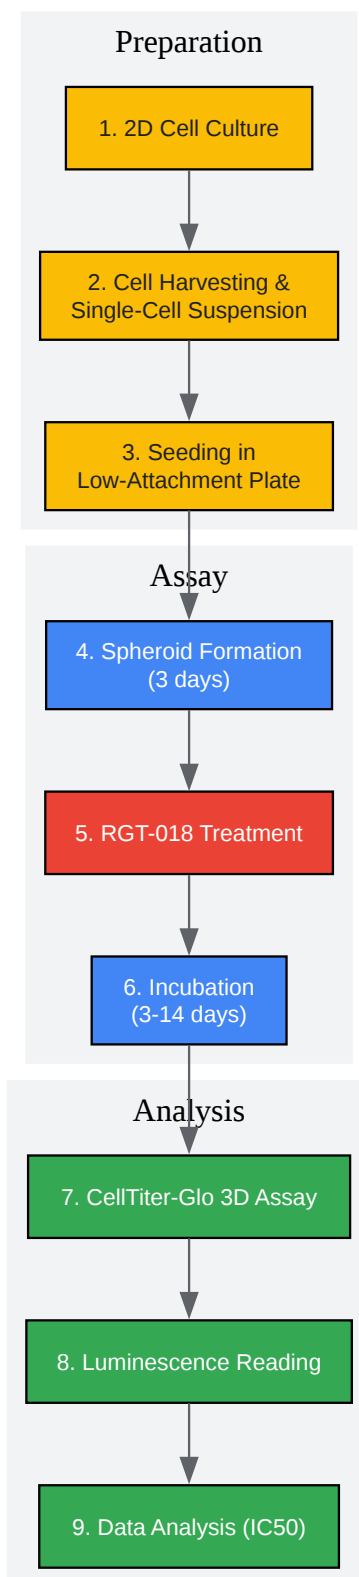 Preparation
1. 2D Cell Culture
2. Cell Harvesting &
Single-Cell Suspension
3. Seeding in
Low-Attachment Plate
Assay
4. Spheroid Formation
(3 days)
5. RGT-018 Treatment
6. Incubation
(3-14 days)
Analysis
7. CellTiter-Glo 3D Assay
8. Luminescence Reading
9. Data Analysis (IC50)